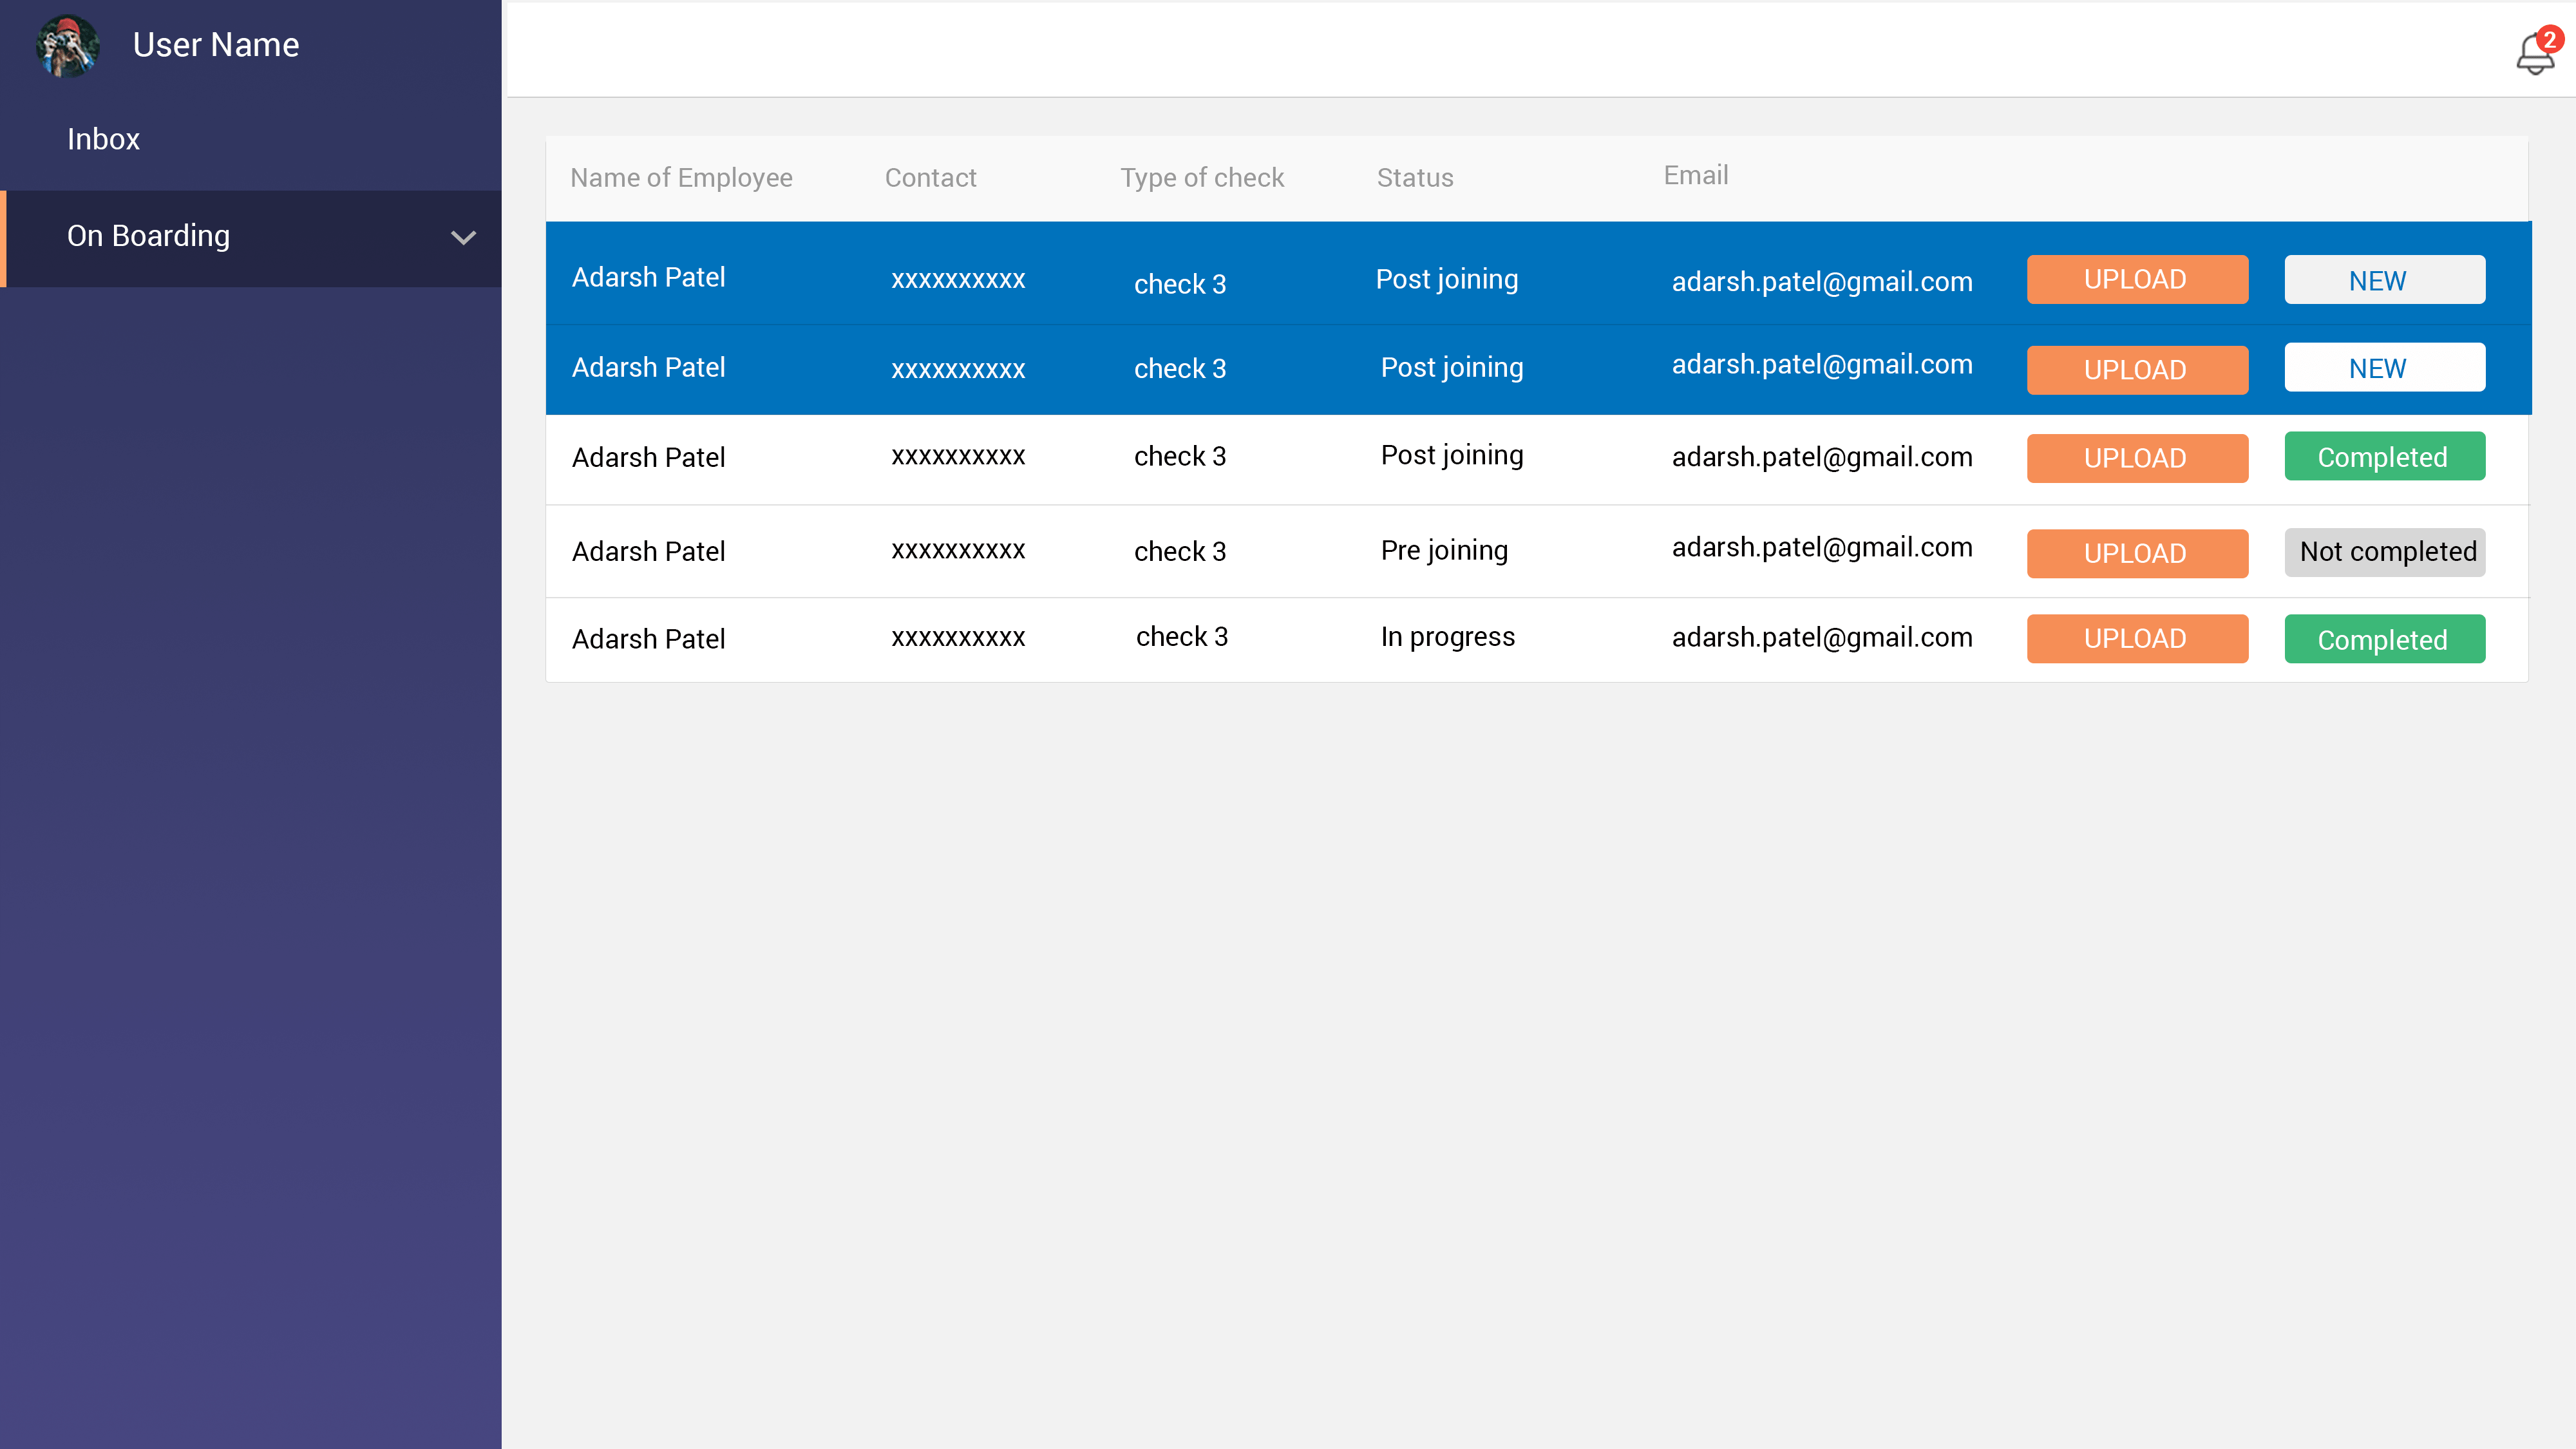 User Name
2
Inbox
Name of Employee Contact Type of check Status Email
On Boarding
Adarsh Patel xxxxxxxxxx check 3 Post joining adarsh.patel@gmail.com UPLOAD NEW
Adarsh Patel xxxxxxxxxx check 3 Post joining adarsh.patel@gmail.com UPLOAD NEW
Adarsh Patel xxxxxxxxxx check 3 Post joining adarsh.patel@gmail.com UPLOAD Completed
Adarsh Patel xxxxxxxxxx check 3 Pre joining adarsh.patel@gmail.com UPLOAD Not completed
Adarsh Patel xxxxxxxxxx check 3 In progress adarsh.patel@gmail.com UPLOAD Completed